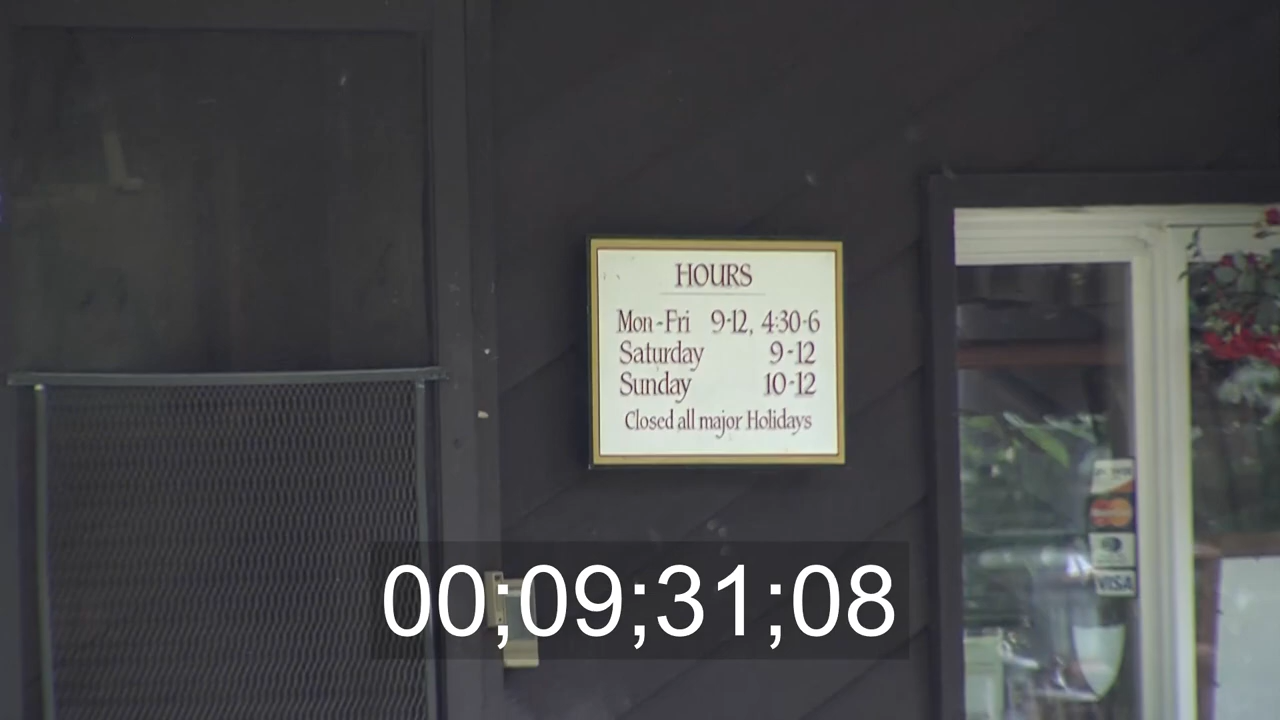 HOURS
Mon-Fri 9-12, 4:30-6
Saturday 9-12
Sunday 10-12
Closed all major Holidays
MasterCard
VISA
00;09;31;08